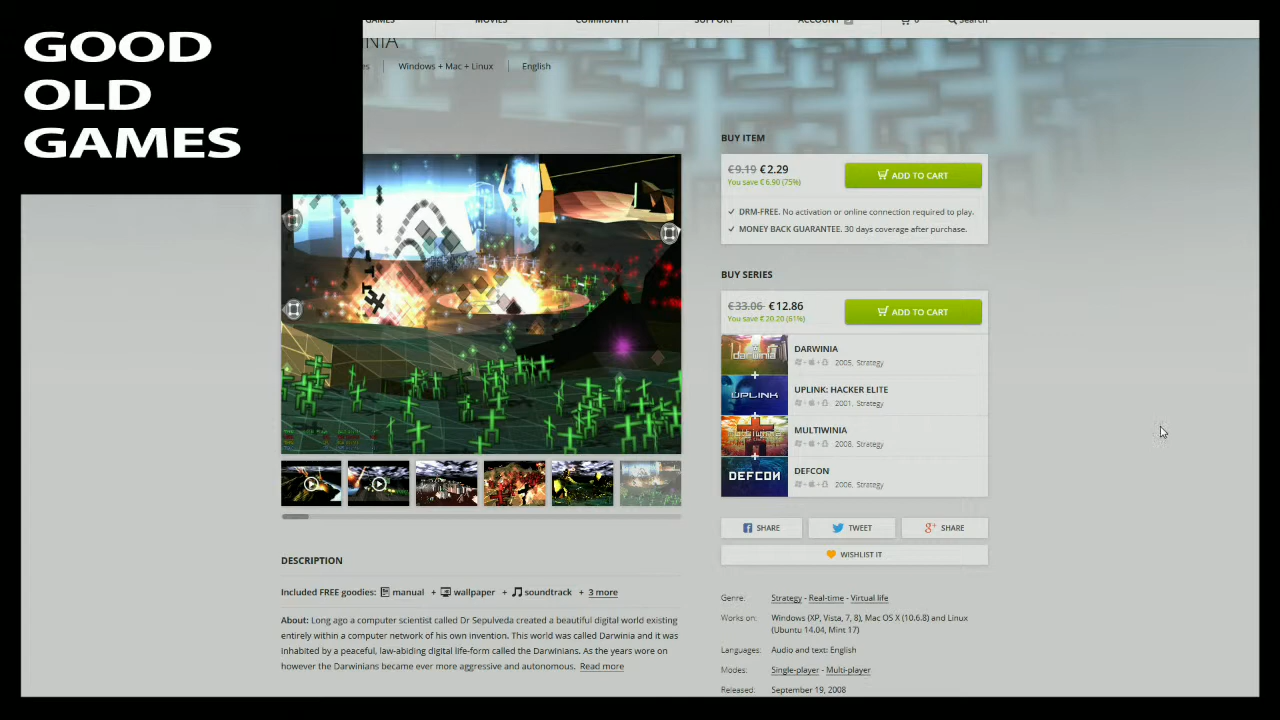 GOOD
OLD
GAMES
GAMES MOVIES COMMUNITY SUPPORT ACCOUNT 0 Search
INIA
es Windows + Mac + Linux English
BUY ITEM
€ 9.19 € 2.29
You save € 6.90 (75%)
ADD TO CART
DRM-FREE. No activation or online connection required to play.
MONEY BACK GUARANTEE. 30 days coverage after purchase.
BUY SERIES
€ 33.06 € 12.86
You save € 20.20 (61%)
ADD TO CART
darwinia
DARWINIA
2005, Strategy
UPLINK
UPLINK: HACKER ELITE
2001, Strategy
MULTIWINIA
2008, Strategy
DEFCON
DEFCON
2006, Strategy
SHARE TWEET SHARE
WISHLIST IT
DESCRIPTION
Included FREE goodies: manual + wallpaper + soundtrack + 3 more
About: Long ago a computer scientist called Dr Sepulveda created a beautiful digital world existing
entirely within a computer network of his own invention. This world was called Darwinia and it was
inhabited by a peaceful, law-abiding digital life-form called the Darwinians. As the years wore on
however the Darwinians became ever more aggressive and autonomous. Read more
Genre: Strategy - Real-time - Virtual life
Works on: Windows (XP, Vista, 7, 8), Mac OS X (10.6.8) and Linux
(Ubuntu 14.04, Mint 17)
Languages: Audio and text: English
Modes: Single-player - Multi-player
Released: September 19, 2008